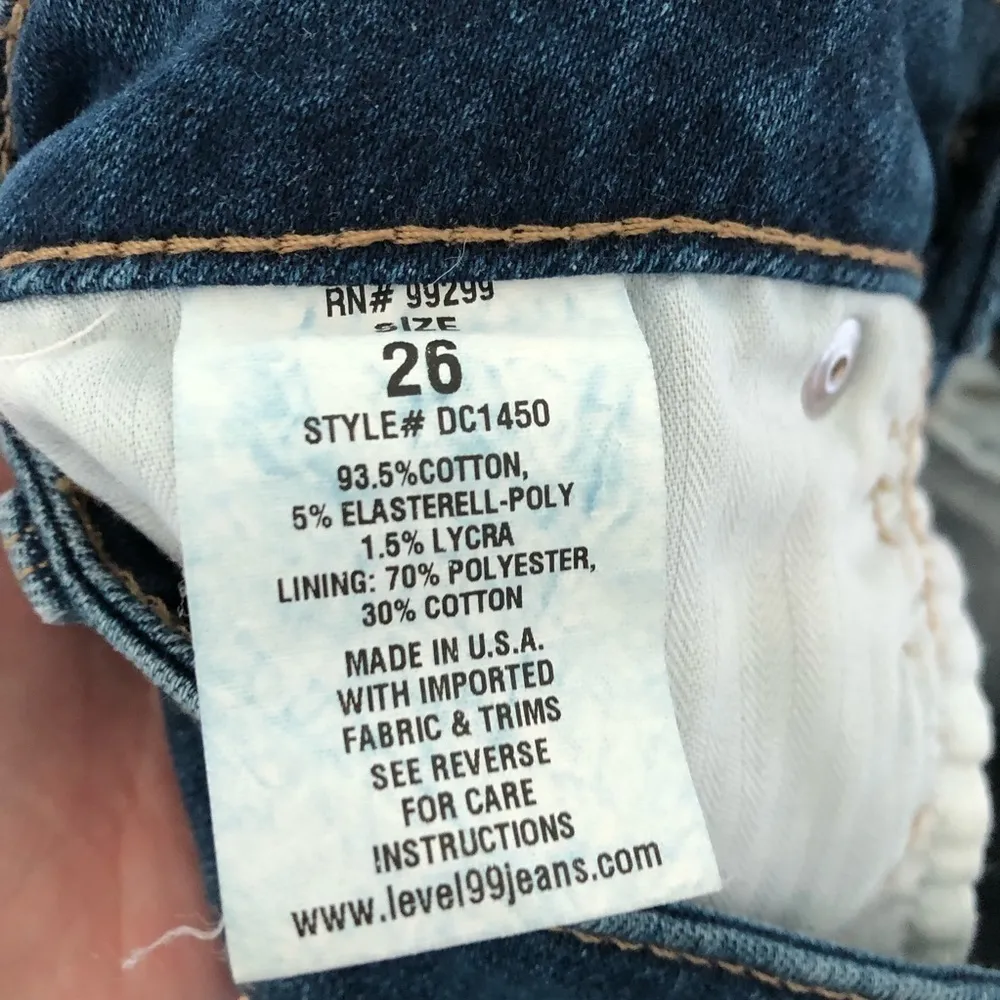 RN# 99299
SIZE
26
STYLE# DC1450
93.5%COTTON,
5% ELASTERELL-POLY
1.5% LYCRA
LINING: 70% POLYESTER,
30% COTTON
MADE IN U.S.A.
WITH IMPORTED
FABRIC & TRIMS
SEE REVERSE
FOR CARE
INSTRUCTIONS
www.level99jeans.com